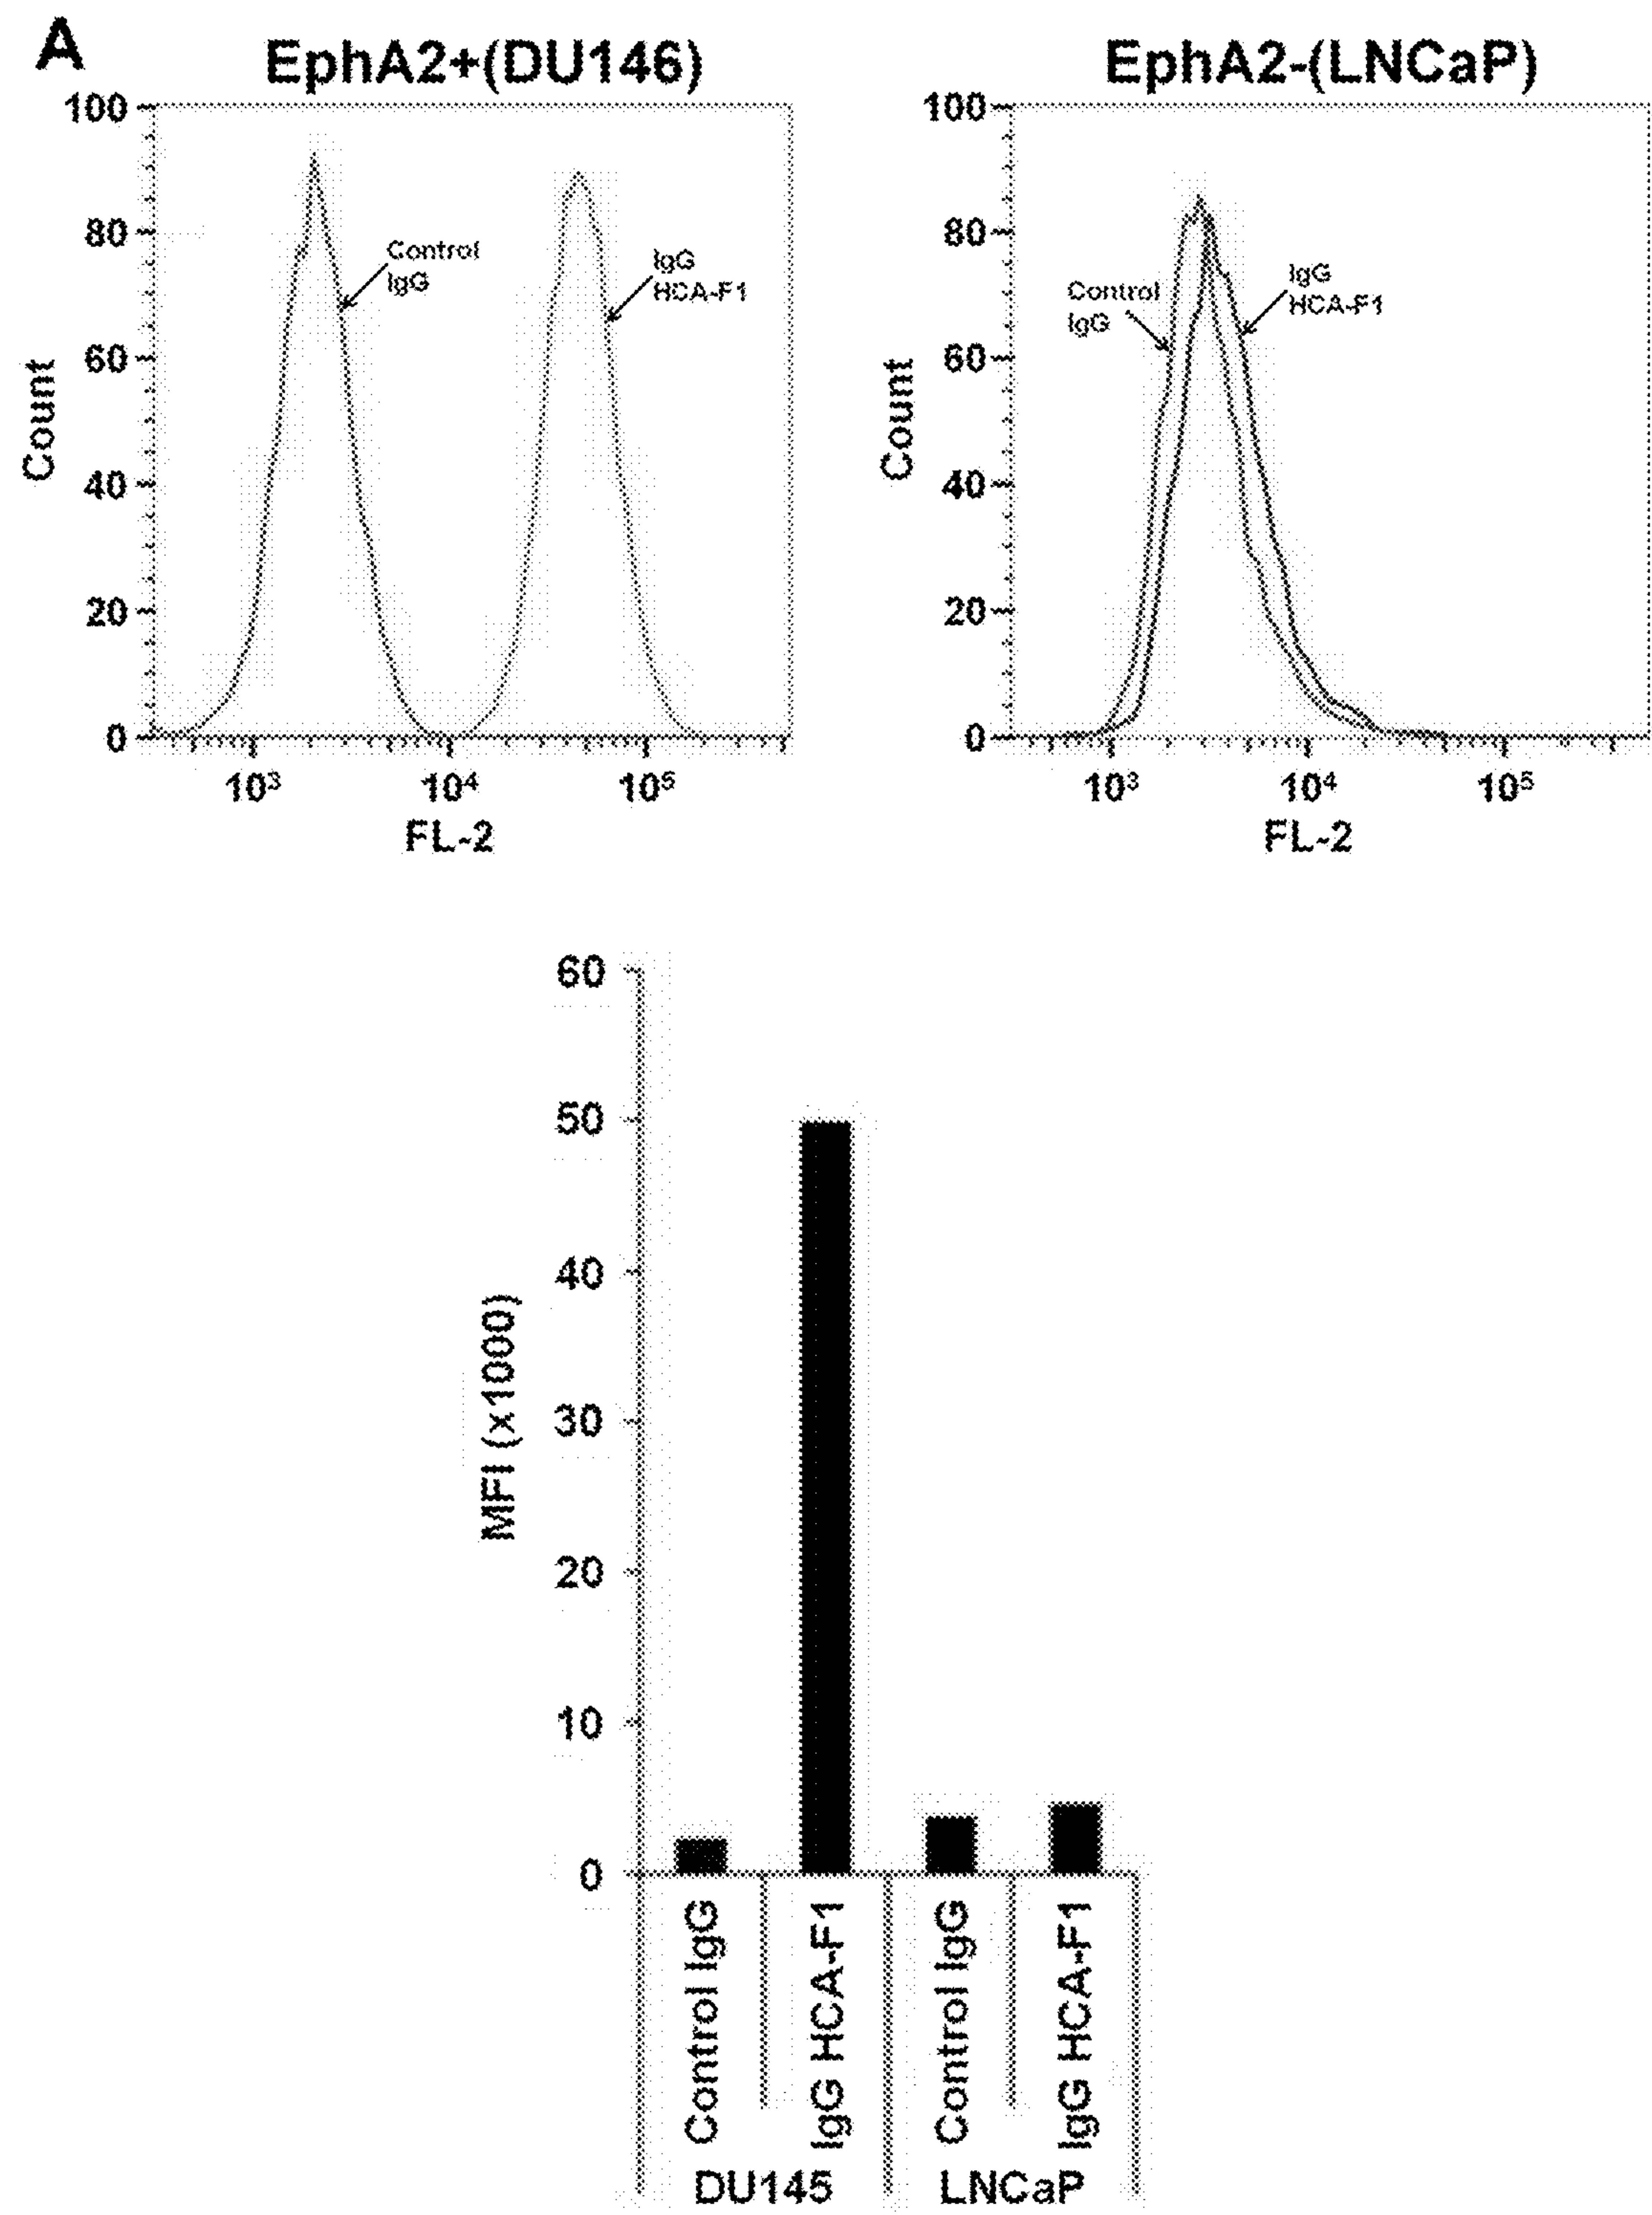 A
EphA2+(DU146)
100
80
60
40
20
0
Count
Control
IgG
IgG
HCA-F1
10³
10⁴
10⁵
FL-2
EphA2-(LNCaP)
100
80
60
40
20
0
Count
Control
IgG
IgG
HCA-F1
10³
10⁴
10⁵
FL-2
60
50
40
30
20
10
0
MFI (x1000)
Control IgG
IgG HCA-F1
Control IgG
IgG HCA-F1
DU145
LNCaP